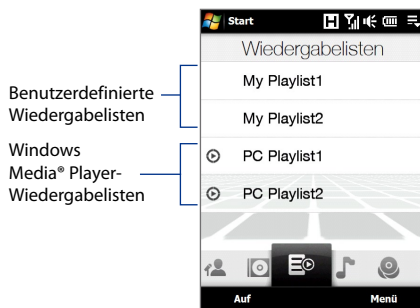 Start
Wiedergabelisten
My Playlist1
My Playlist2
PC Playlist1
PC Playlist2
Auf
Menü
Benutzerdefinierte
Wiedergabelisten
Windows
Media® Player-
Wiedergabelisten